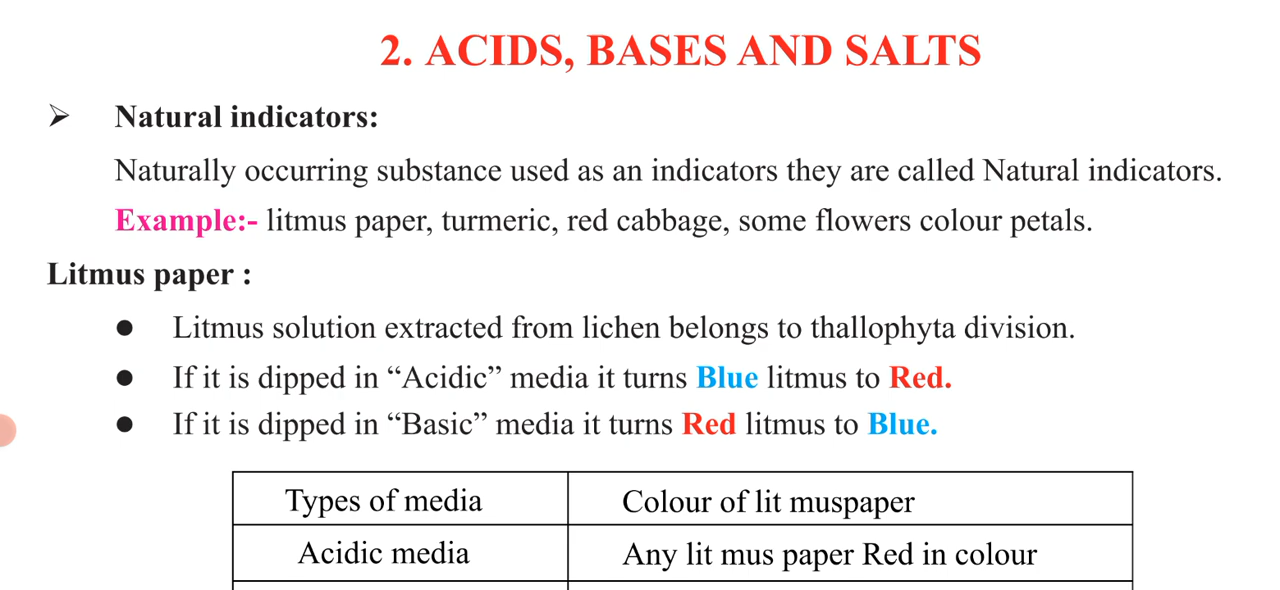 2. ACIDS, BASES AND SALTS
➢ Natural indicators:
Naturally occurring substance used as an indicators they are called Natural indicators.
Example:- litmus paper, turmeric, red cabbage, some flowers colour petals.
Litmus paper :
● Litmus solution extracted from lichen belongs to thallophyta division.
● If it is dipped in “Acidic” media it turns Blue litmus to Red.
● If it is dipped in “Basic” media it turns Red litmus to Blue.
Types of media Colour of lit muspaper
Acidic media Any lit mus paper Red in colour